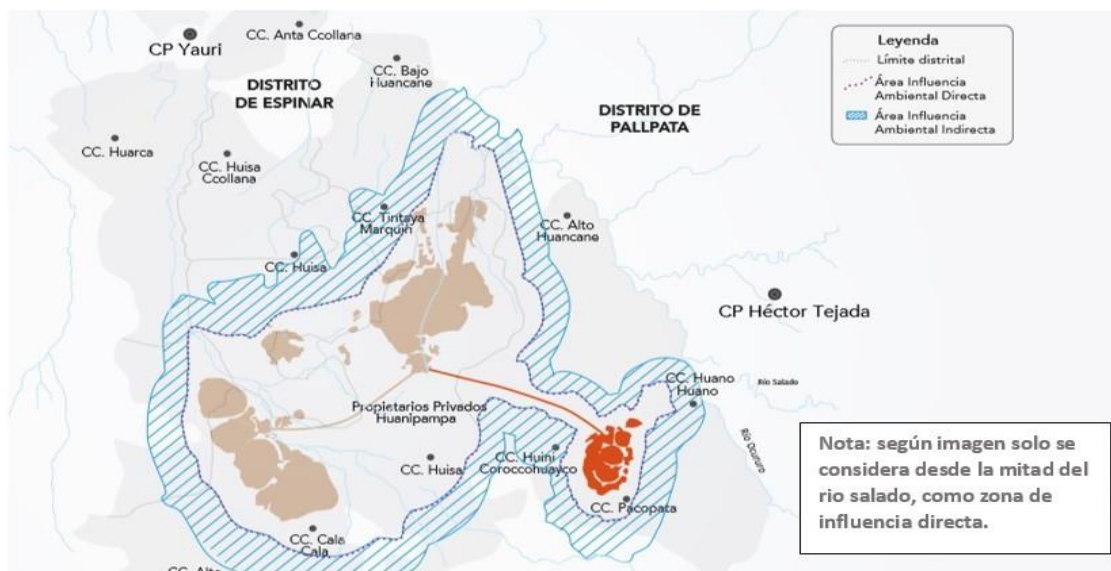 CP Yauri
CC. Anta Ccollana
CC. Bajo
Huancane
DISTRITO
DE ESPINAR
DISTRITO DE
PALLPATA
Leyenda
Límite distrital
Área Influencia
Ambiental Directa
Área Influencia
Ambiental Indirecta
CC. Huarca
CC. Huisa
Ccollana
CC. Tintaya
Marquiri
CC. Alto
Huancane
CC. Huisa
CP Héctor Tejada
CC. Huano
Huano
Río Salado
Propietarios Privados
Huanipampa
Río Ocururo
CC. Huisa
CC. Huini
Coroccohuayco
CC. Pacopata
CC. Cala
Cala
CC. Alto
Nota: según imagen solo se
considera desde la mitad del
rio salado, como zona de
influencia directa.